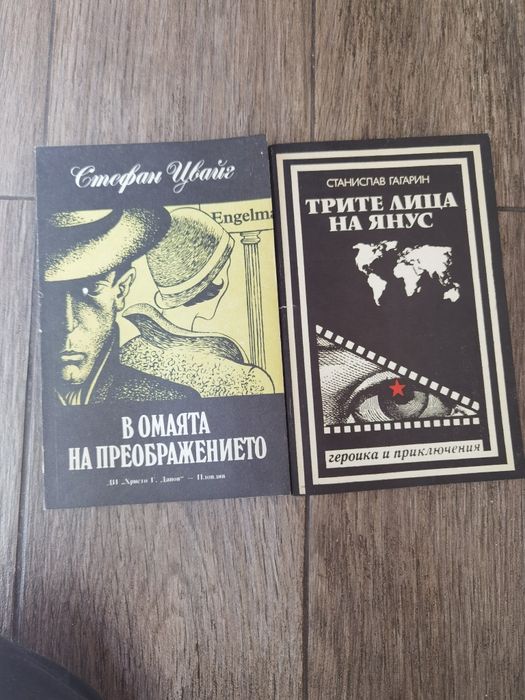 Стефан Цвайг
Engelma
В ОМАЯТА
НА ПРЕОБРАЖЕНИЕТО
ДИ „Христо Г. Данов“ — Пловдив
СТАНИСЛАВ ГАГАРИН
ТРИТЕ ЛИЦА
НА ЯНУС
героика и приключения